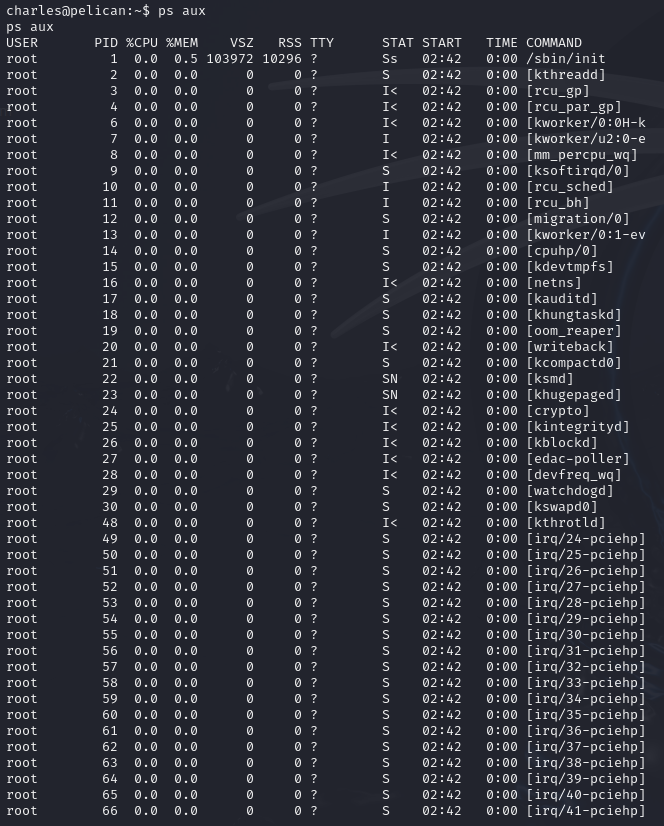 charles@pelican:~$ ps aux
ps aux
USER       PID %CPU %MEM    VSZ   RSS TTY      STAT START   TIME COMMAND
root         1  0.0  0.5 103972 10296 ?        Ss   02:42   0:00 /sbin/init
root         2  0.0  0.0      0     0 ?        S    02:42   0:00 [kthreadd]
root         3  0.0  0.0      0     0 ?        I<   02:42   0:00 [rcu_gp]
root         4  0.0  0.0      0     0 ?        I<   02:42   0:00 [rcu_par_gp]
root         6  0.0  0.0      0     0 ?        I<   02:42   0:00 [kworker/0:0H-k
root         7  0.0  0.0      0     0 ?        I    02:42   0:00 [kworker/u2:0-e
root         8  0.0  0.0      0     0 ?        I<   02:42   0:00 [mm_percpu_wq]
root         9  0.0  0.0      0     0 ?        S    02:42   0:00 [ksoftirqd/0]
root        10  0.0  0.0      0     0 ?        I    02:42   0:00 [rcu_sched]
root        11  0.0  0.0      0     0 ?        I    02:42   0:00 [rcu_bh]
root        12  0.0  0.0      0     0 ?        S    02:42   0:00 [migration/0]
root        13  0.0  0.0      0     0 ?        I    02:42   0:00 [kworker/0:1-ev
root        14  0.0  0.0      0     0 ?        S    02:42   0:00 [cpuhp/0]
root        15  0.0  0.0      0     0 ?        S    02:42   0:00 [kdevtmpfs]
root        16  0.0  0.0      0     0 ?        I<   02:42   0:00 [netns]
root        17  0.0  0.0      0     0 ?        S    02:42   0:00 [kauditd]
root        18  0.0  0.0      0     0 ?        S    02:42   0:00 [khungtaskd]
root        19  0.0  0.0      0     0 ?        S    02:42   0:00 [oom_reaper]
root        20  0.0  0.0      0     0 ?        I<   02:42   0:00 [writeback]
root        21  0.0  0.0      0     0 ?        S    02:42   0:00 [kcompactd0]
root        22  0.0  0.0      0     0 ?        SN   02:42   0:00 [ksmd]
root        23  0.0  0.0      0     0 ?        SN   02:42   0:00 [khugepaged]
root        24  0.0  0.0      0     0 ?        I<   02:42   0:00 [crypto]
root        25  0.0  0.0      0     0 ?        I<   02:42   0:00 [kintegrityd]
root        26  0.0  0.0      0     0 ?        I<   02:42   0:00 [kblockd]
root        27  0.0  0.0      0     0 ?        I<   02:42   0:00 [edac-poller]
root        28  0.0  0.0      0     0 ?        I<   02:42   0:00 [devfreq_wq]
root        29  0.0  0.0      0     0 ?        S    02:42   0:00 [watchdogd]
root        30  0.0  0.0      0     0 ?        S    02:42   0:00 [kswapd0]
root        48  0.0  0.0      0     0 ?        I<   02:42   0:00 [kthrotld]
root        49  0.0  0.0      0     0 ?        S    02:42   0:00 [irq/24-pciehp]
root        50  0.0  0.0      0     0 ?        S    02:42   0:00 [irq/25-pciehp]
root        51  0.0  0.0      0     0 ?        S    02:42   0:00 [irq/26-pciehp]
root        52  0.0  0.0      0     0 ?        S    02:42   0:00 [irq/27-pciehp]
root        53  0.0  0.0      0     0 ?        S    02:42   0:00 [irq/28-pciehp]
root        54  0.0  0.0      0     0 ?        S    02:42   0:00 [irq/29-pciehp]
root        55  0.0  0.0      0     0 ?        S    02:42   0:00 [irq/30-pciehp]
root        56  0.0  0.0      0     0 ?        S    02:42   0:00 [irq/31-pciehp]
root        57  0.0  0.0      0     0 ?        S    02:42   0:00 [irq/32-pciehp]
root        58  0.0  0.0      0     0 ?        S    02:42   0:00 [irq/33-pciehp]
root        59  0.0  0.0      0     0 ?        S    02:42   0:00 [irq/34-pciehp]
root        60  0.0  0.0      0     0 ?        S    02:42   0:00 [irq/35-pciehp]
root        61  0.0  0.0      0     0 ?        S    02:42   0:00 [irq/36-pciehp]
root        62  0.0  0.0      0     0 ?        S    02:42   0:00 [irq/37-pciehp]
root        63  0.0  0.0      0     0 ?        S    02:42   0:00 [irq/38-pciehp]
root        64  0.0  0.0      0     0 ?        S    02:42   0:00 [irq/39-pciehp]
root        65  0.0  0.0      0     0 ?        S    02:42   0:00 [irq/40-pciehp]
root        66  0.0  0.0      0     0 ?        S    02:42   0:00 [irq/41-pciehp]